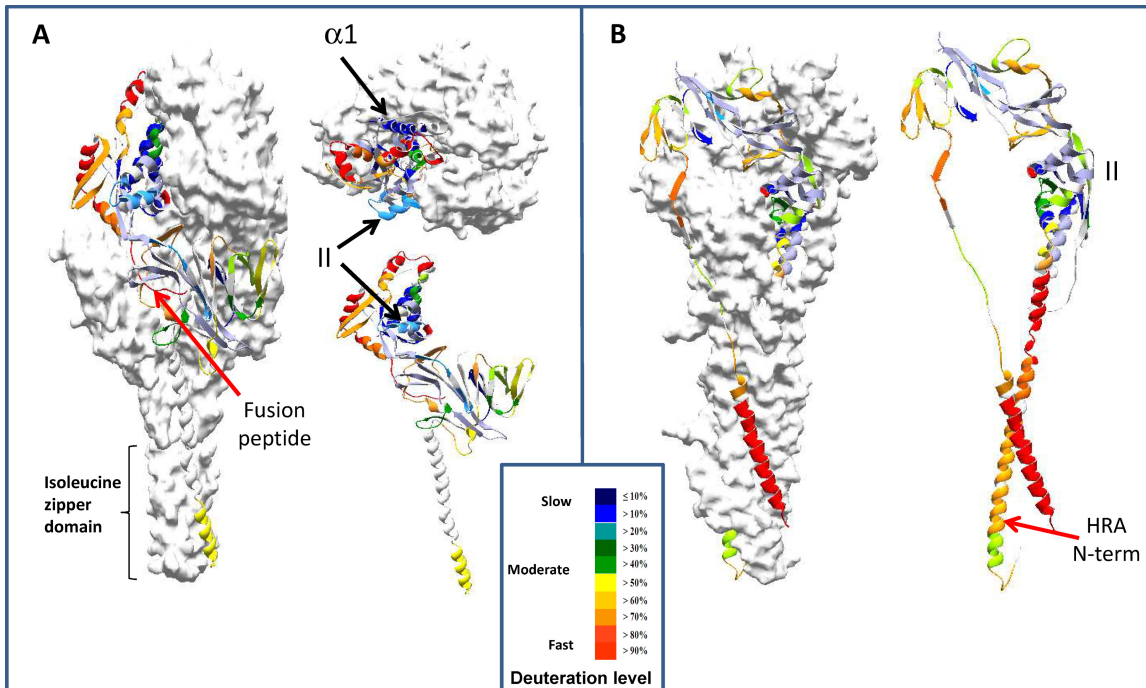 A
α1
II
Fusion
peptide
Isoleucine
zipper
domain
B
II
HRA
N-term
Slow
Moderate
Fast
≤ 10%
> 10%
> 20%
> 30%
> 40%
> 50%
> 60%
> 70%
> 80%
> 90%
Deuteration level